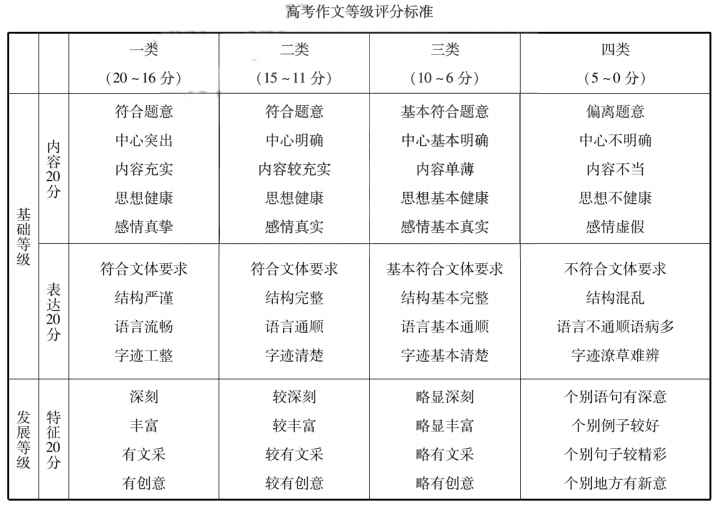 高考作文等级评分标准
一类 二类 三类 四类
(20~16分) (15~11分) (10~6分) (5~0分)
基础等级
内容20分
符合题意 符合题意 基本符合题意 偏离题意
中心突出 中心明确 中心基本明确 中心不明确
内容充实 内容较充实 内容单薄 内容不当
思想健康 思想健康 思想基本健康 思想不健康
感情真挚 感情真实 感情基本真实 感情虚假
表达20分
符合文体要求 符合文体要求 基本符合文体要求 不符合文体要求
结构严谨 结构完整 结构基本完整 结构混乱
语言流畅 语言通顺 语言基本通顺 语言不通顺语病多
字迹工整 字迹清楚 字迹基本清楚 字迹潦草难辨
发展等级
特征20分
深刻 较深刻 略显深刻 个别语句有深意
丰富 较丰富 略显丰富 个别例子较好
有文采 较有文采 略有文采 个别句子较精彩
有创意 较有创意 略有创意 个别地方有新意